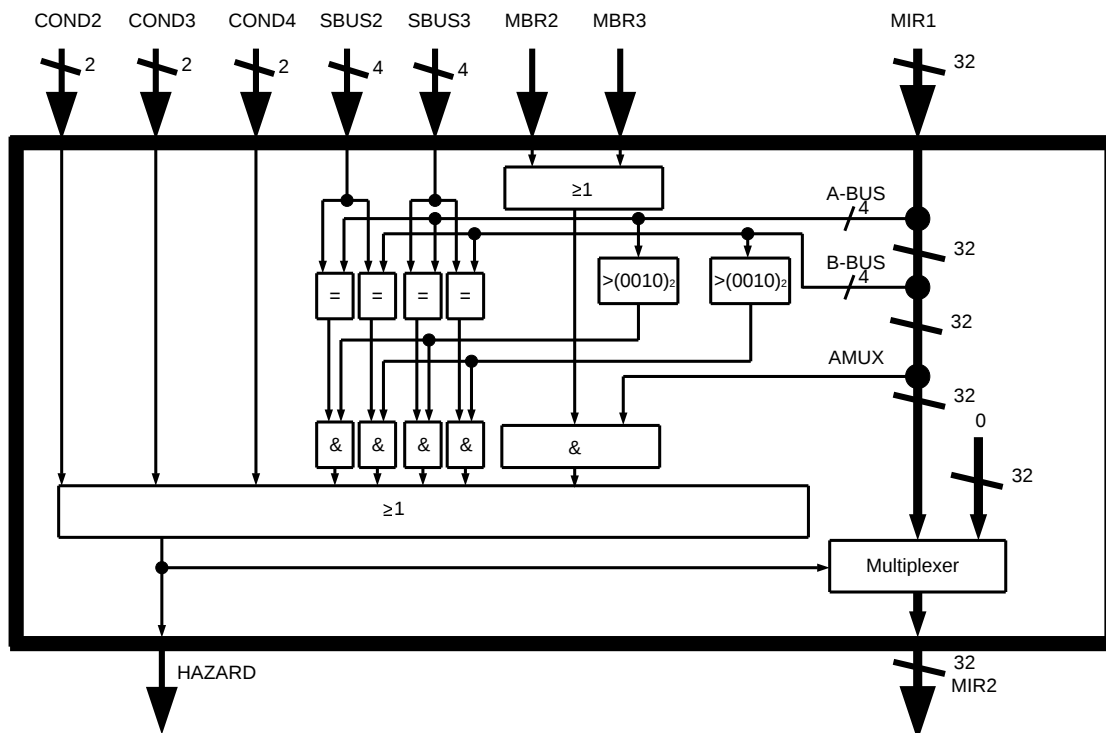 COND2 COND3 COND4 SBUS2 SBUS3 MBR2 MBR3 MIR1
2 2 2 4 4 32
≥1
A-BUS
4
32
B-BUS
4
= = = = >(0010)₂ >(0010)₂
32
AMUX
32
0
& & & & &
32
≥1
Multiplexer
HAZARD
32
MIR2